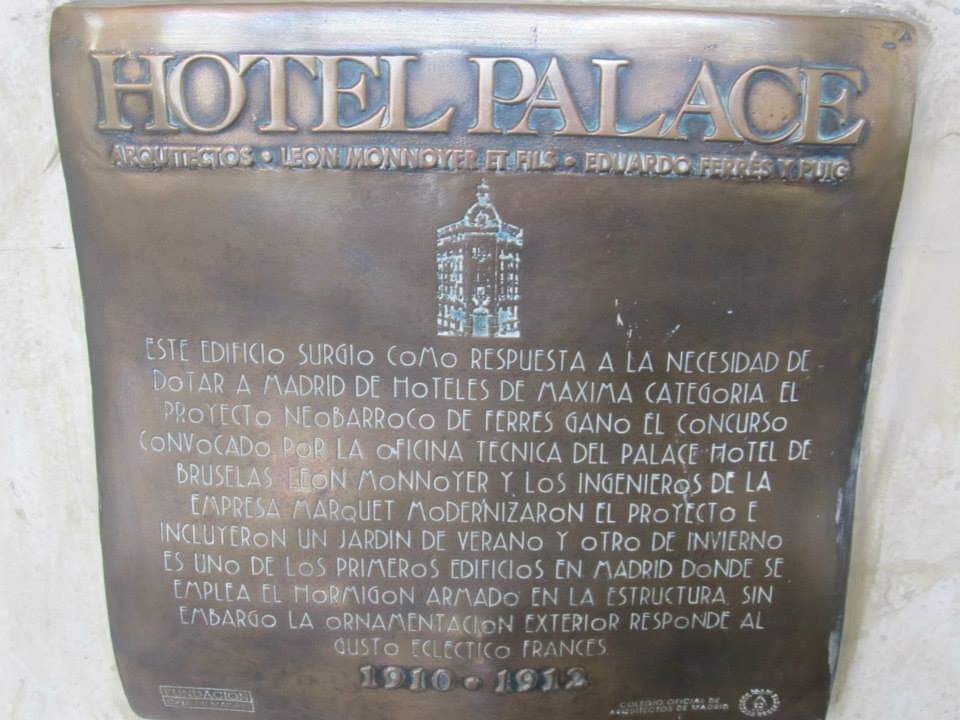 HOTEL PALACE
ARQUITECTOS • LEON MONNOYER ET FILS • EDUARDO FERRÉS Y PUIG
ESTE EDIFICIO SURGIO COMO RESPUESTA A LA NECESIDAD DE
DOTAR A MADRID DE HOTELES DE MAXIMA CATEGORIA. EL
PROYECTO NEOBARROCO DE FERRES GANO EL CONCURSO
CONVOCADO POR LA OFICINA TECNICA DEL PALACE HOTEL DE
BRUSELAS. LEON MONNOYER Y LOS INGENIEROS DE LA
EMPRESA MARQUET MODERNIZARON EL PROYECTO E
INCLUYERON UN JARDIN DE VERANO Y OTRO DE INVIERNO
ES UNO DE LOS PRIMEROS EDIFICIOS EN MADRID DONDE SE
EMPLEA EL HORMIGON ARMADO EN LA ESTRUCTURA. SIN
EMBARGO LA ORNAMENTACION EXTERIOR RESPONDE AL
GUSTO ECLECTICO FRANCES.
1910 • 1912
FUNDACION
COLEGIO OFICIAL DE
ARQUITECTOS DE MADRID